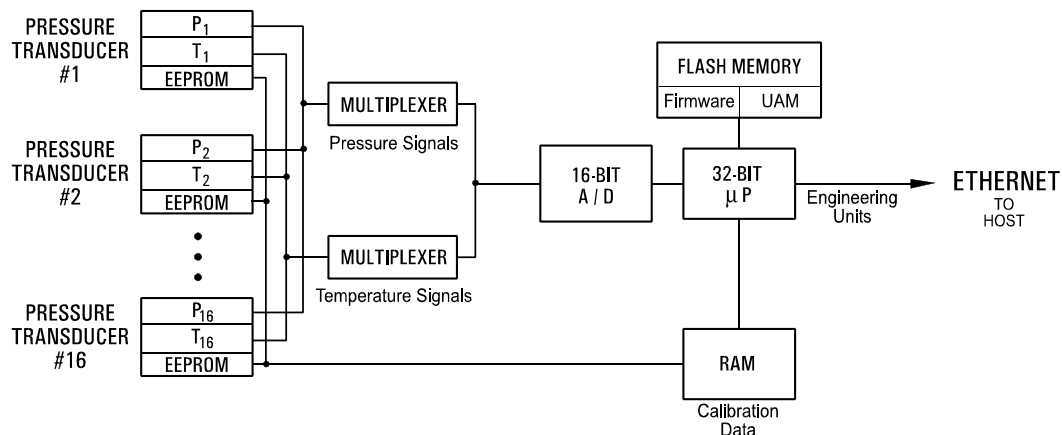 PRESSURE
TRANSDUCER
#1
P1
T1
EEPROM
PRESSURE
TRANSDUCER
#2
P2
T2
EEPROM
PRESSURE
TRANSDUCER
#16
P16
T16
EEPROM
MULTIPLEXER
Pressure Signals
MULTIPLEXER
Temperature Signals
16-BIT
A / D
FLASH MEMORY
Firmware
UAM
32-BIT
μ P
Engineering
Units
ETHERNET
TO
HOST
RAM
Calibration
Data